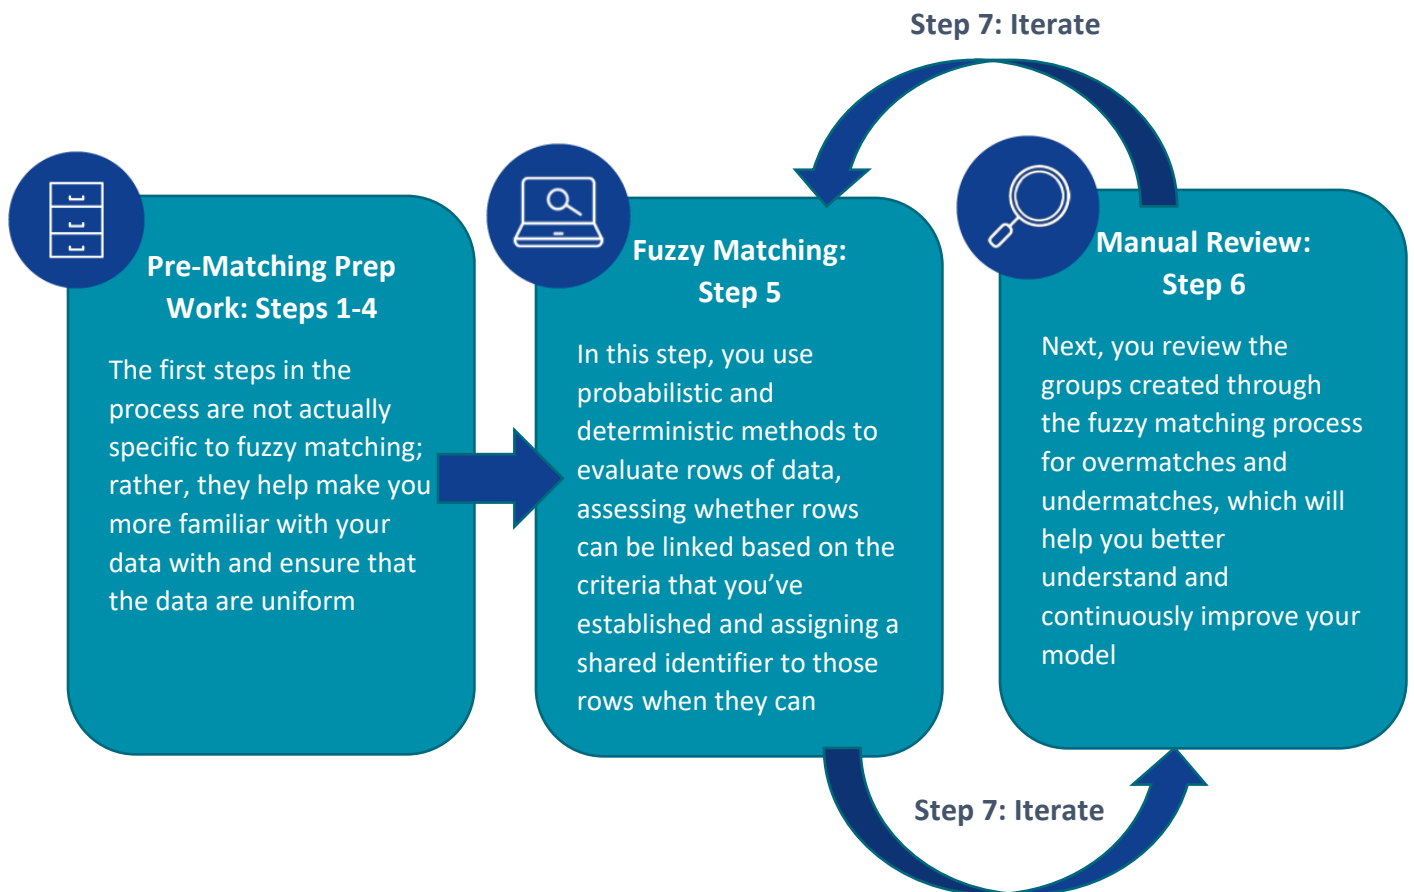 Step 7: Iterate
Pre-Matching Prep
Work: Steps 1-4
The first steps in the
process are not actually
specific to fuzzy matching;
rather, they help make you
more familiar with your
data with and ensure that
the data are uniform
Fuzzy Matching:
Step 5
In this step, you use
probabilistic and
deterministic methods to
evaluate rows of data,
assessing whether rows
can be linked based on the
criteria that you’ve
established and assigning a
shared identifier to those
rows when they can
Manual Review:
Step 6
Next, you review the
groups created through
the fuzzy matching process
for overmatches and
undermatches, which will
help you better
understand and
continuously improve your
model
Step 7: Iterate